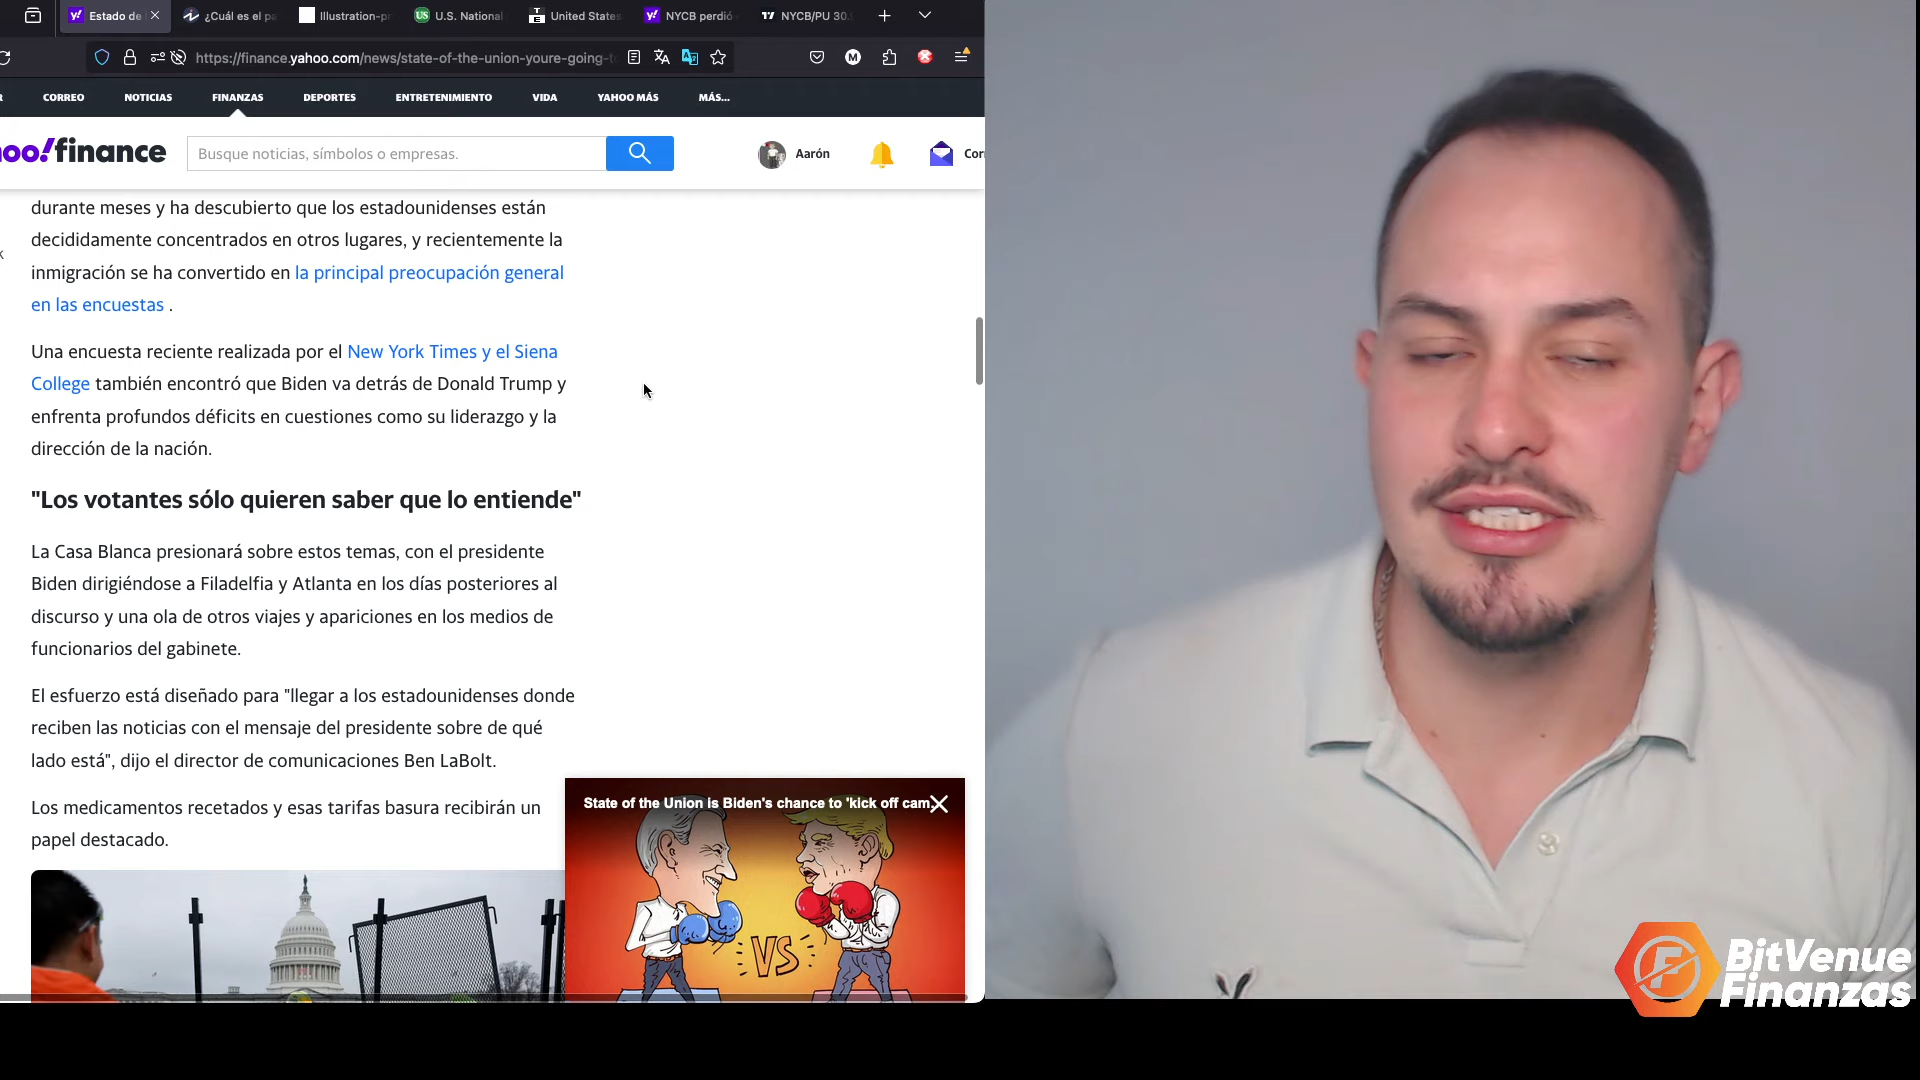 Estado de
¿Cuál es el pa
Illustration-pr
U.S. National
United States
NYCB perdió
NYCB/PU 30.
https://finance.yahoo.com/news/state-of-the-union-youre-going-t
CORREO
NOTICIAS
FINANZAS
DEPORTES
ENTRETENIMIENTO
VIDA
YAHOO MÁS
MÁS...
oo!finance
Busque noticias, símbolos o empresas.
Aarón
Cor
durante meses y ha descubierto que los estadounidenses están
decididamente concentrados en otros lugares, y recientemente la
inmigración se ha convertido en la principal preocupación general
en las encuestas .
Una encuesta reciente realizada por el New York Times y el Siena
College también encontró que Biden va detrás de Donald Trump y
enfrenta profundos déficits en cuestiones como su liderazgo y la
dirección de la nación.
"Los votantes sólo quieren saber que lo entiende"
La Casa Blanca presionará sobre estos temas, con el presidente
Biden dirigiéndose a Filadelfia y Atlanta en los días posteriores al
discurso y una ola de otros viajes y apariciones en los medios de
funcionarios del gabinete.
El esfuerzo está diseñado para "llegar a los estadounidenses donde
reciben las noticias con el mensaje del presidente sobre de qué
lado está", dijo el director de comunicaciones Ben LaBolt.
Los medicamentos recetados y esas tarifas basura recibirán un
papel destacado.
State of the Union is Biden's chance to 'kick off cam
VS
BitVenue
Finanzas